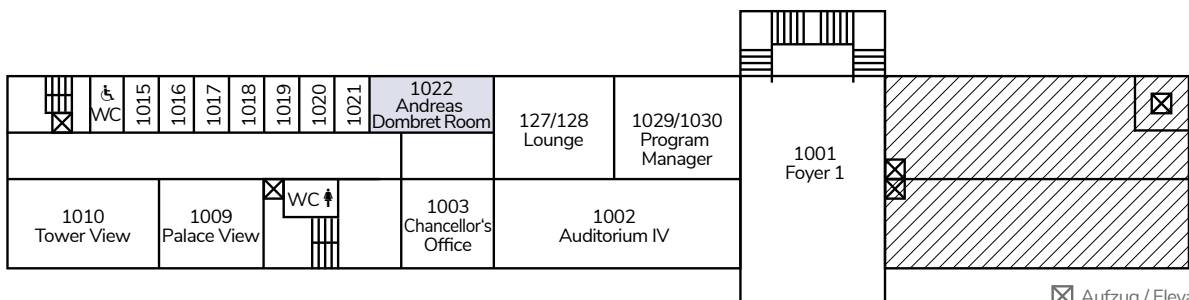 WC
1015
1016
1017
1018
1019
1020
1021
1022
Andreas
Dombret Room
127/128
Lounge
1029/1030
Program
Manager
1001
Foyer 1
1010
Tower View
1009
Palace View
WC
1003
Chancellor's
Office
1002
Auditorium IV
Aufzug /